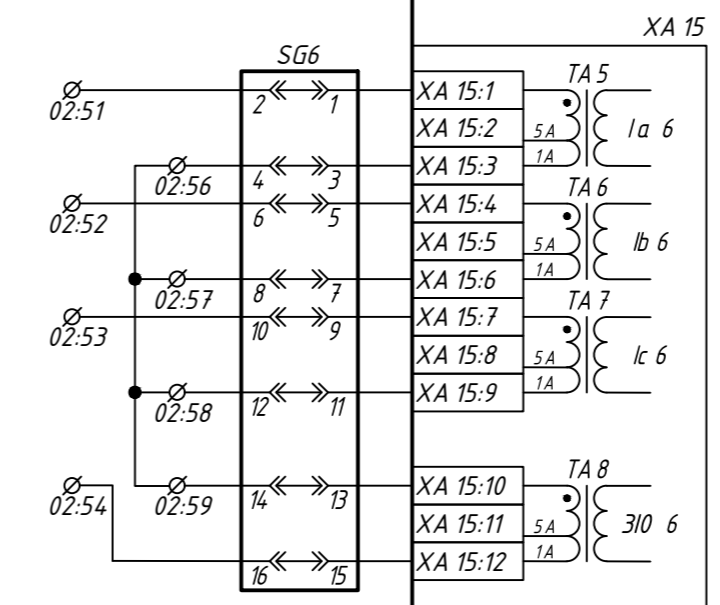 XA 15
SG6
TA 5
02:51
2
1
XA 15:1
XA 15:2
5 A
Ia 6
02:56
4
3
XA 15:3
1A
TA 6
02:52
6
5
XA 15:4
XA 15:5
5 A
Ib 6
02:57
8
7
XA 15:6
1A
TA 7
02:53
10
9
XA 15:7
XA 15:8
5 A
Ic 6
02:58
12
11
XA 15:9
1A
TA 8
02:54
02:59
14
13
XA 15:10
XA 15:11
5 A
3I0 6
16
15
XA 15:12
1A